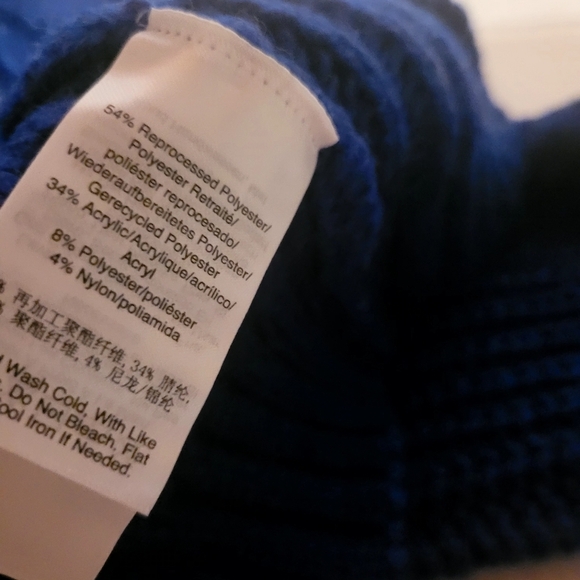 54% Reprocessed Polyester/
Polyester Retraité/
poliéster reprocesado/
Wiederaufbereitetes Polyester/
Gerecycled Polyester
34% Acrylic/Acrylique/acrílico/
Acryl
8% Polyester/poliéster
4% Nylon/poliamida
再加工聚酯纤维, 34% 腈纶,
聚酯纤维, 4% 尼龙/锦纶
Wash Cold, With Like
Do Not Bleach, Flat
Iron If Needed.